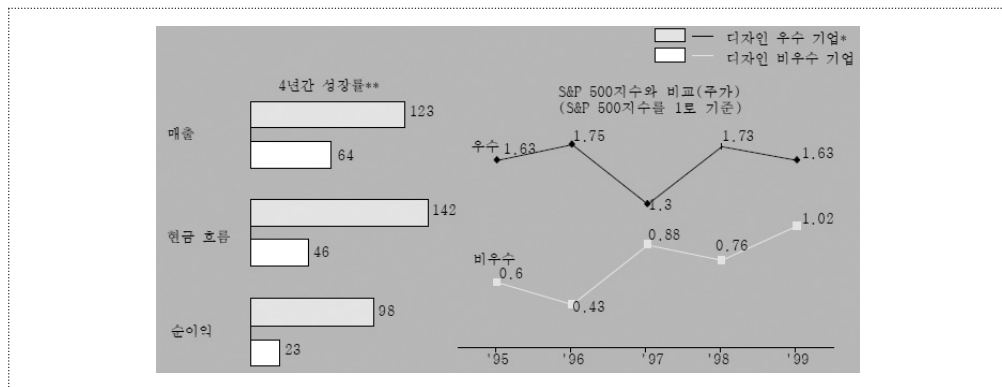 디자인 우수 기업*
디자인 비우수 기업
4년간 성장률**
매출
123
64
현금 흐름
142
46
순이익
98
23
S&P 500지수와 비교(주가)
(S&P 500지수를 1로 기준)
우수
1.63
1.75
1.3
1.73
1.63
비우수
0.6
0.43
0.88
0.76
1.02
'95
'96
'97
'98
'99